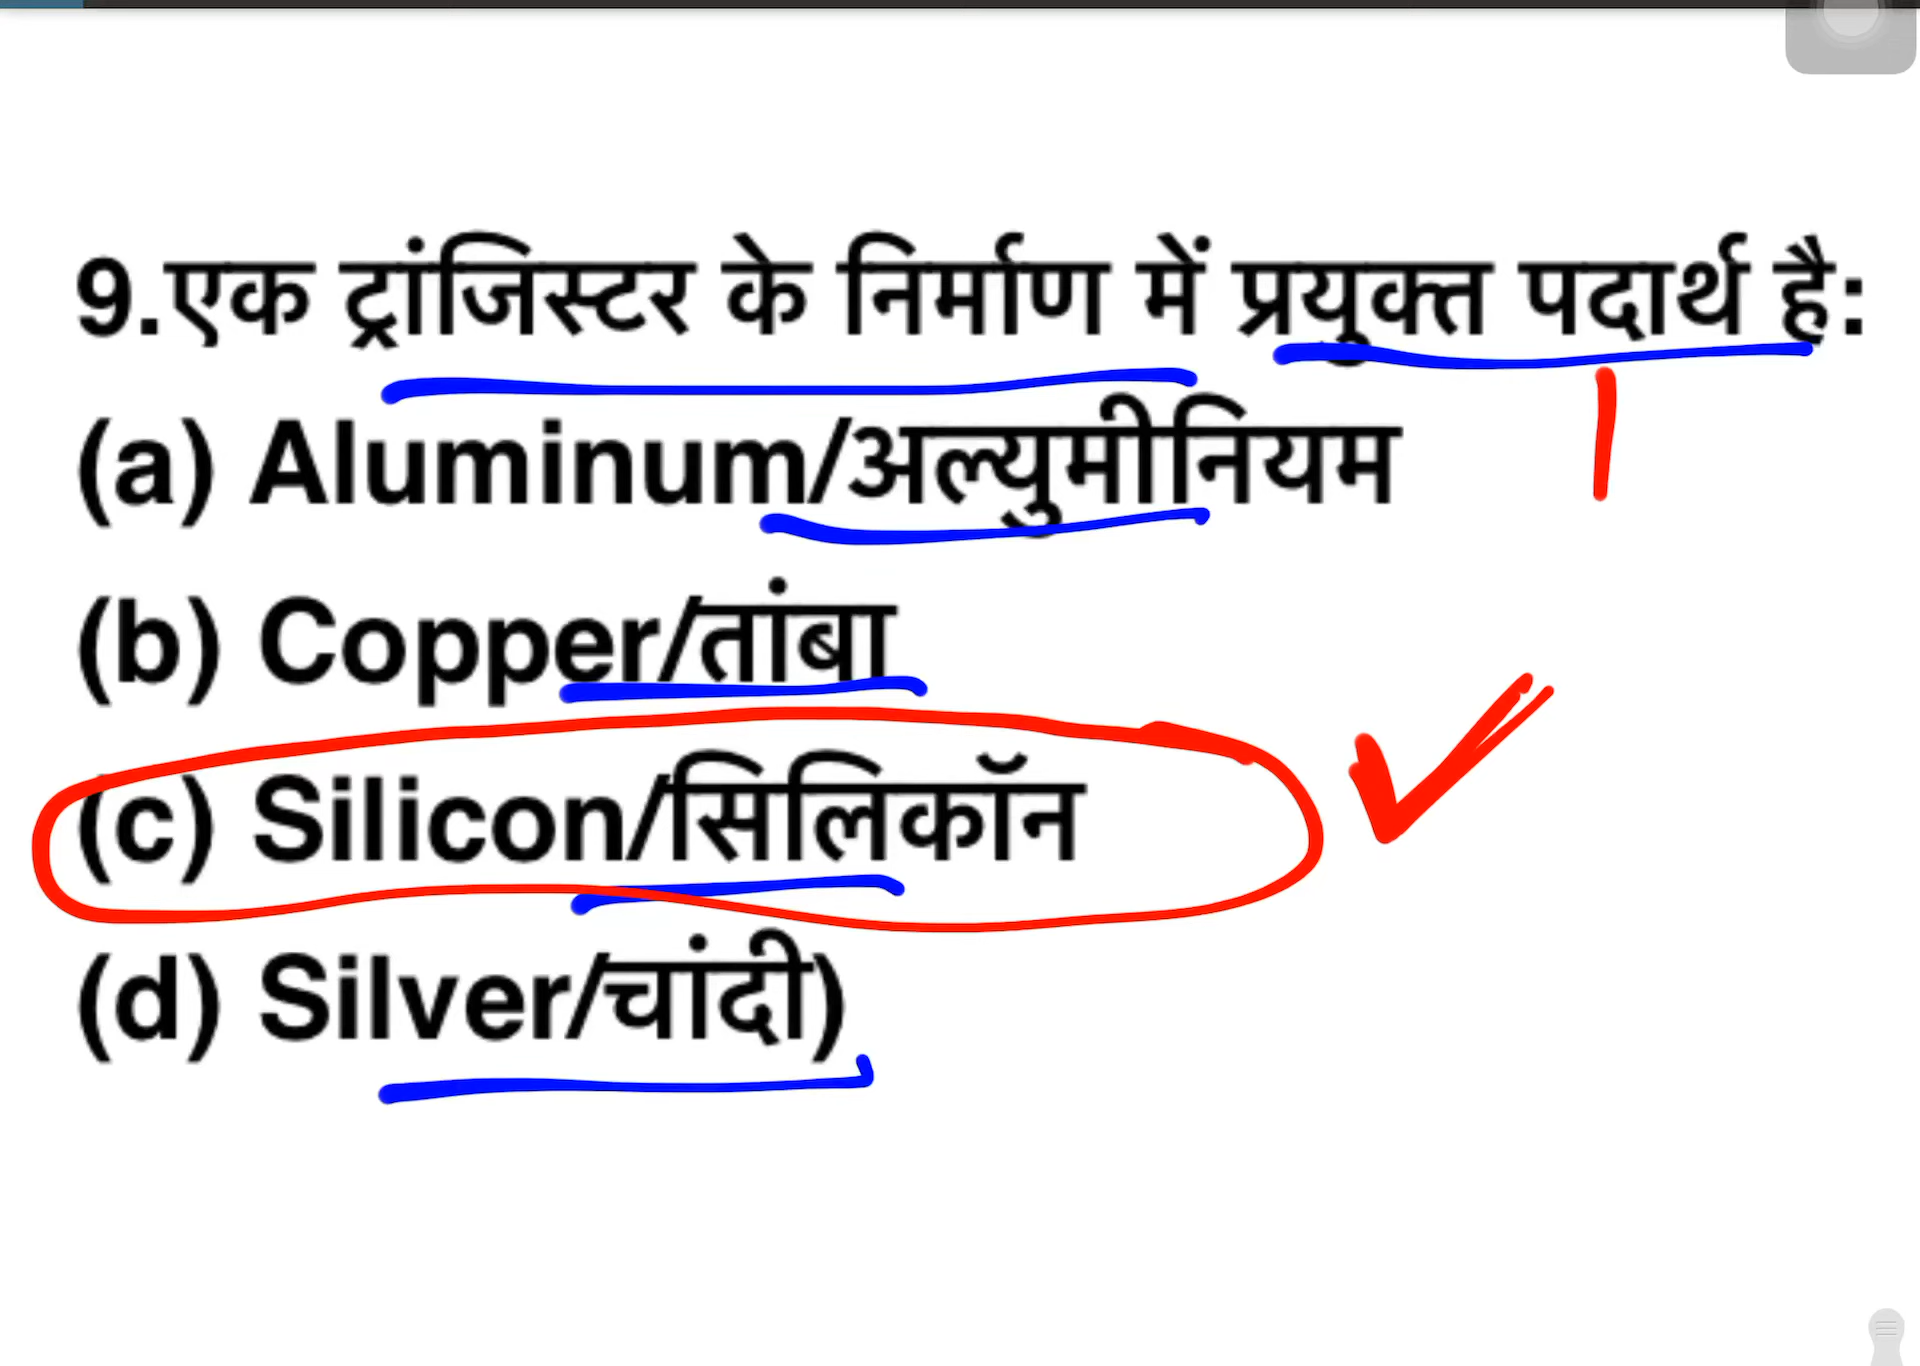 9.एक ट्रांजिस्टर के निर्माण में प्रयुक्त पदार्थ है:
(a) Aluminum/अल्युमीनियम
(b) Copper/तांबा
(c) Silicon/सिलिकॉन
(d) Silver/चांदी)